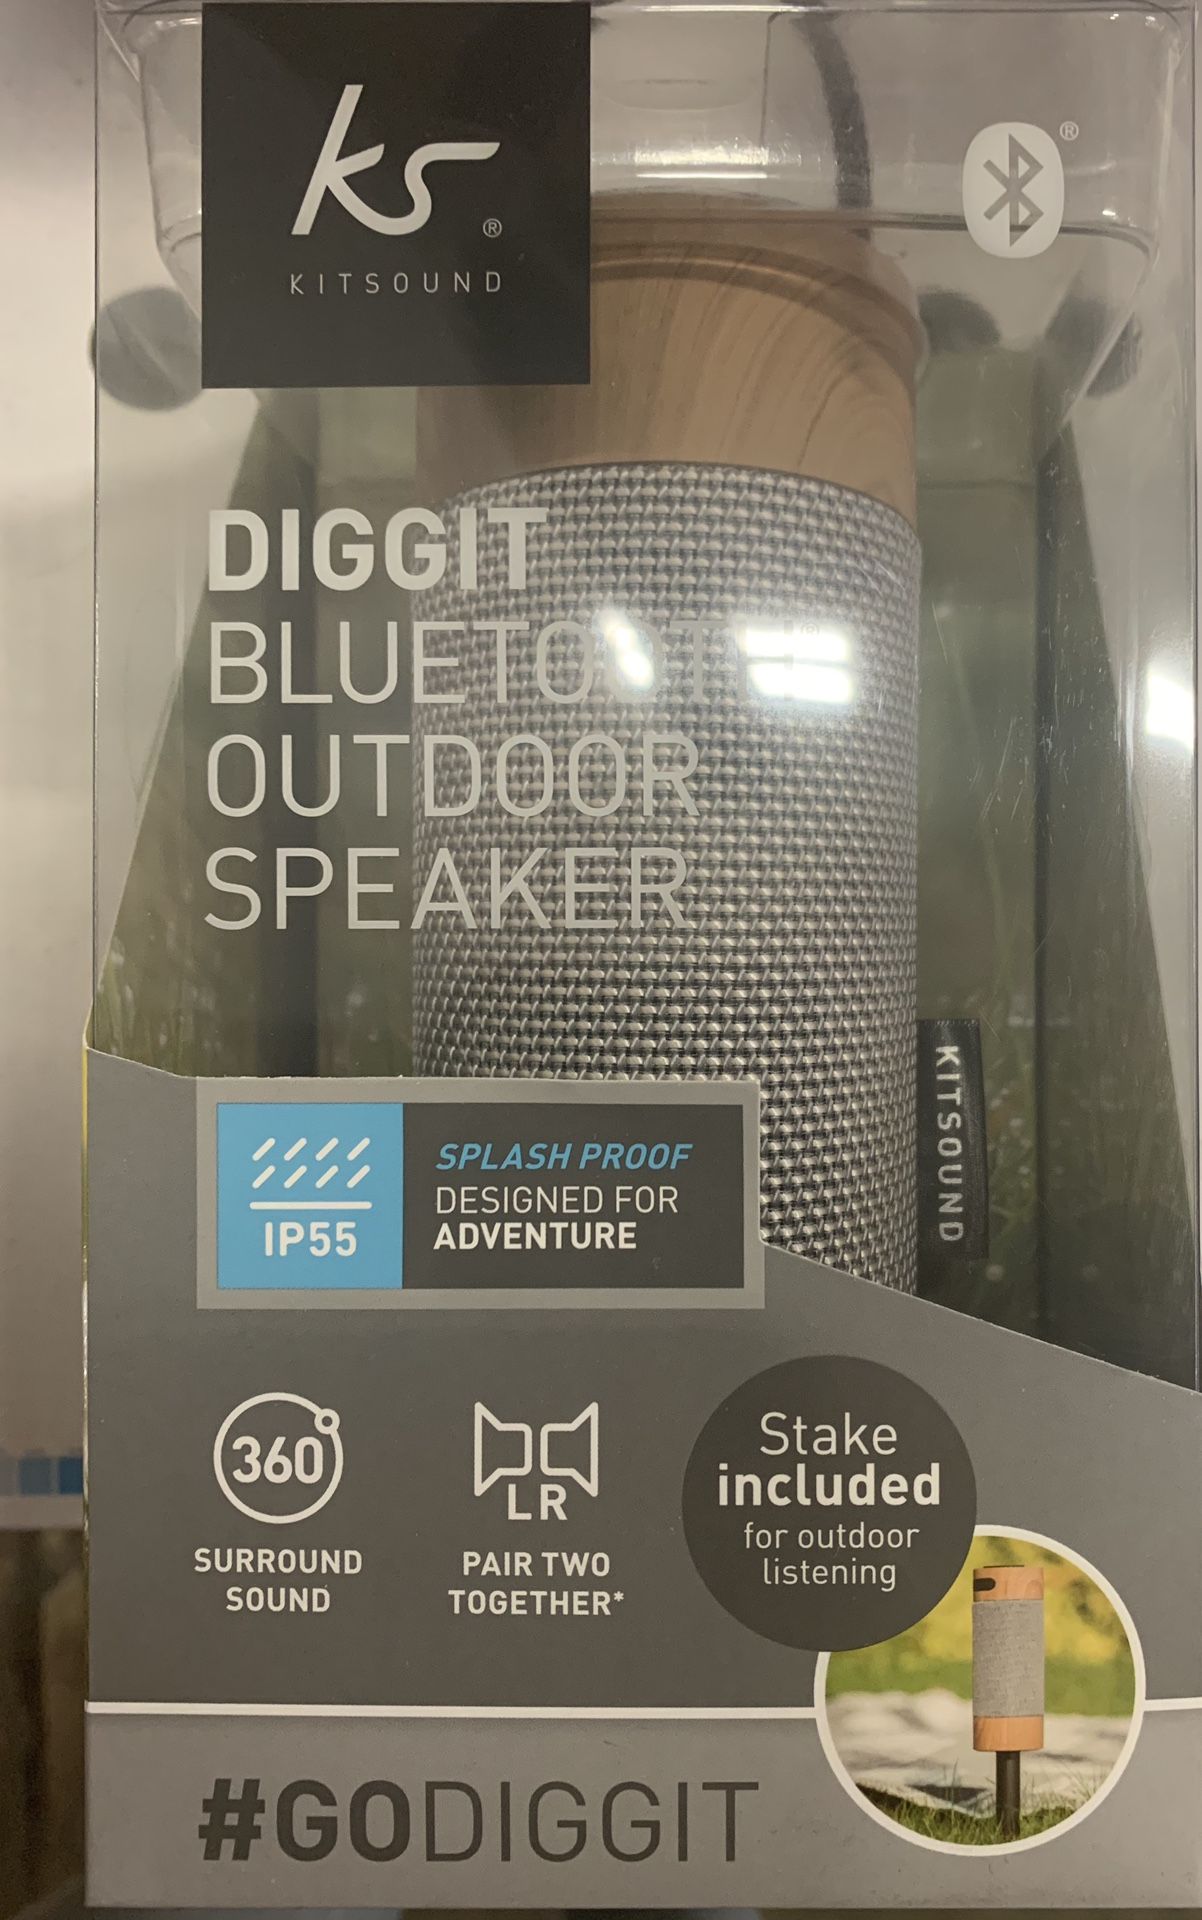 ks®
KITSOUND
®
DIGGIT
BLUETOOTH®
OUTDOOR
SPEAKER
KITSOUND
IP55
SPLASH PROOF
DESIGNED FOR
ADVENTURE
360°
SURROUND
SOUND
LR
PAIR TWO
TOGETHER*
Stake
included
for outdoor
listening
#GODIGGIT